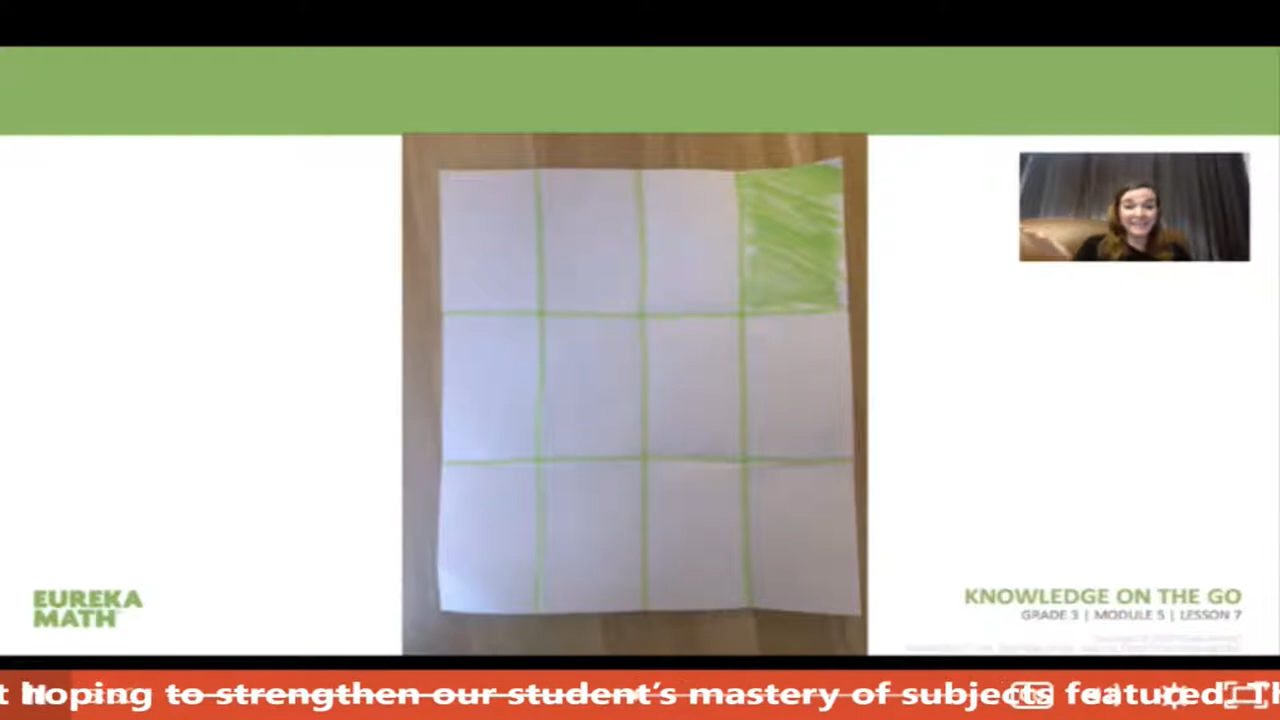 EUREKA
MATH
KNOWLEDGE ON THE GO
GRADE 3 | MODULE 5 | LESSON 7
t hoping to strengthen our student's mastery of subjects featured. Th